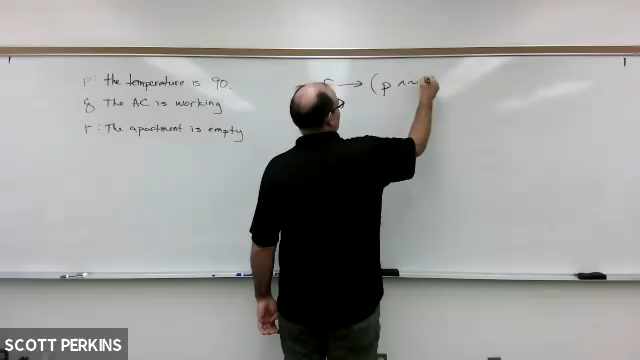 p: the temperature is 90.
q The AC is working
r: The apartment is empty
r → (p ∧ ~
SCOTT PERKINS